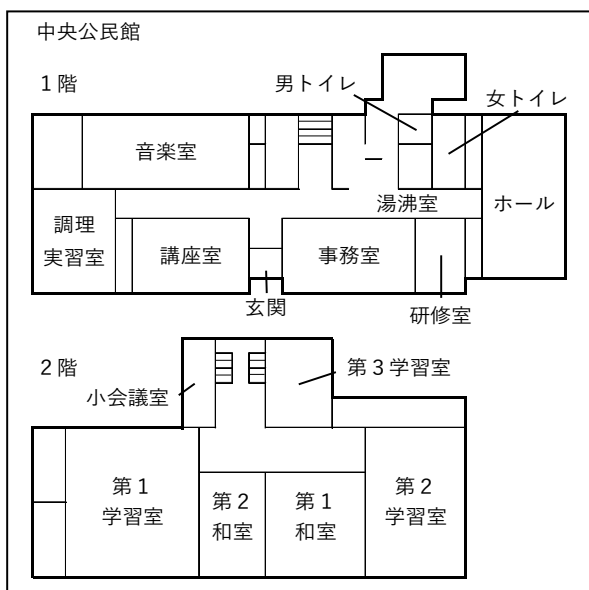 中央公民館
1階
男トイレ
女トイレ
音楽室
湯沸室
ホール
調理
実習室
講座室
事務室
玄関
研修室
2階
第3学習室
小会議室
第1
学習室
第2
和室
第1
和室
第2
学習室